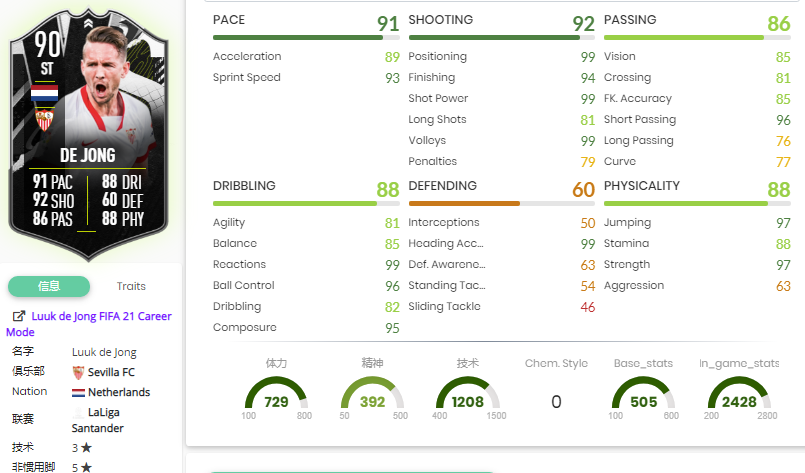 90
ST
DE JONG
91 PAC 88 DRI
92 SHO 60 DEF
86 PAS 88 PHY
信息 Traits
Luuk de Jong FIFA 21 Career
Mode
名字 Luuk de Jong
俱乐部 Sevilla FC
Nation Netherlands
联赛 LaLiga
Santander
技术 3 ★
非惯用脚 5 ★
PACE 91
Acceleration 89
Sprint Speed 93
SHOOTING 92
Positioning 99
Finishing 94
Shot Power 99
Long Shots 81
Volleys 99
Penalties 79
PASSING 86
Vision 85
Crossing 81
FK. Accuracy 85
Short Passing 96
Long Passing 76
Curve 77
DRIBBLING 88
Agility 81
Balance 85
Reactions 99
Ball Control 96
Dribbling 82
Composure 95
DEFENDING 60
Interceptions 50
Heading Acc... 99
Def. Awarene... 63
Standing Tac... 54
Sliding Tackle 46
PHYSICALITY 88
Jumping 97
Stamina 88
Strength 97
Aggression 63
体力 精神 技术 Chem. Style Base_stats In_game_stats
729 392 1208 0 505 2428
100 800 50 500 400 1500 100 600 200 2800